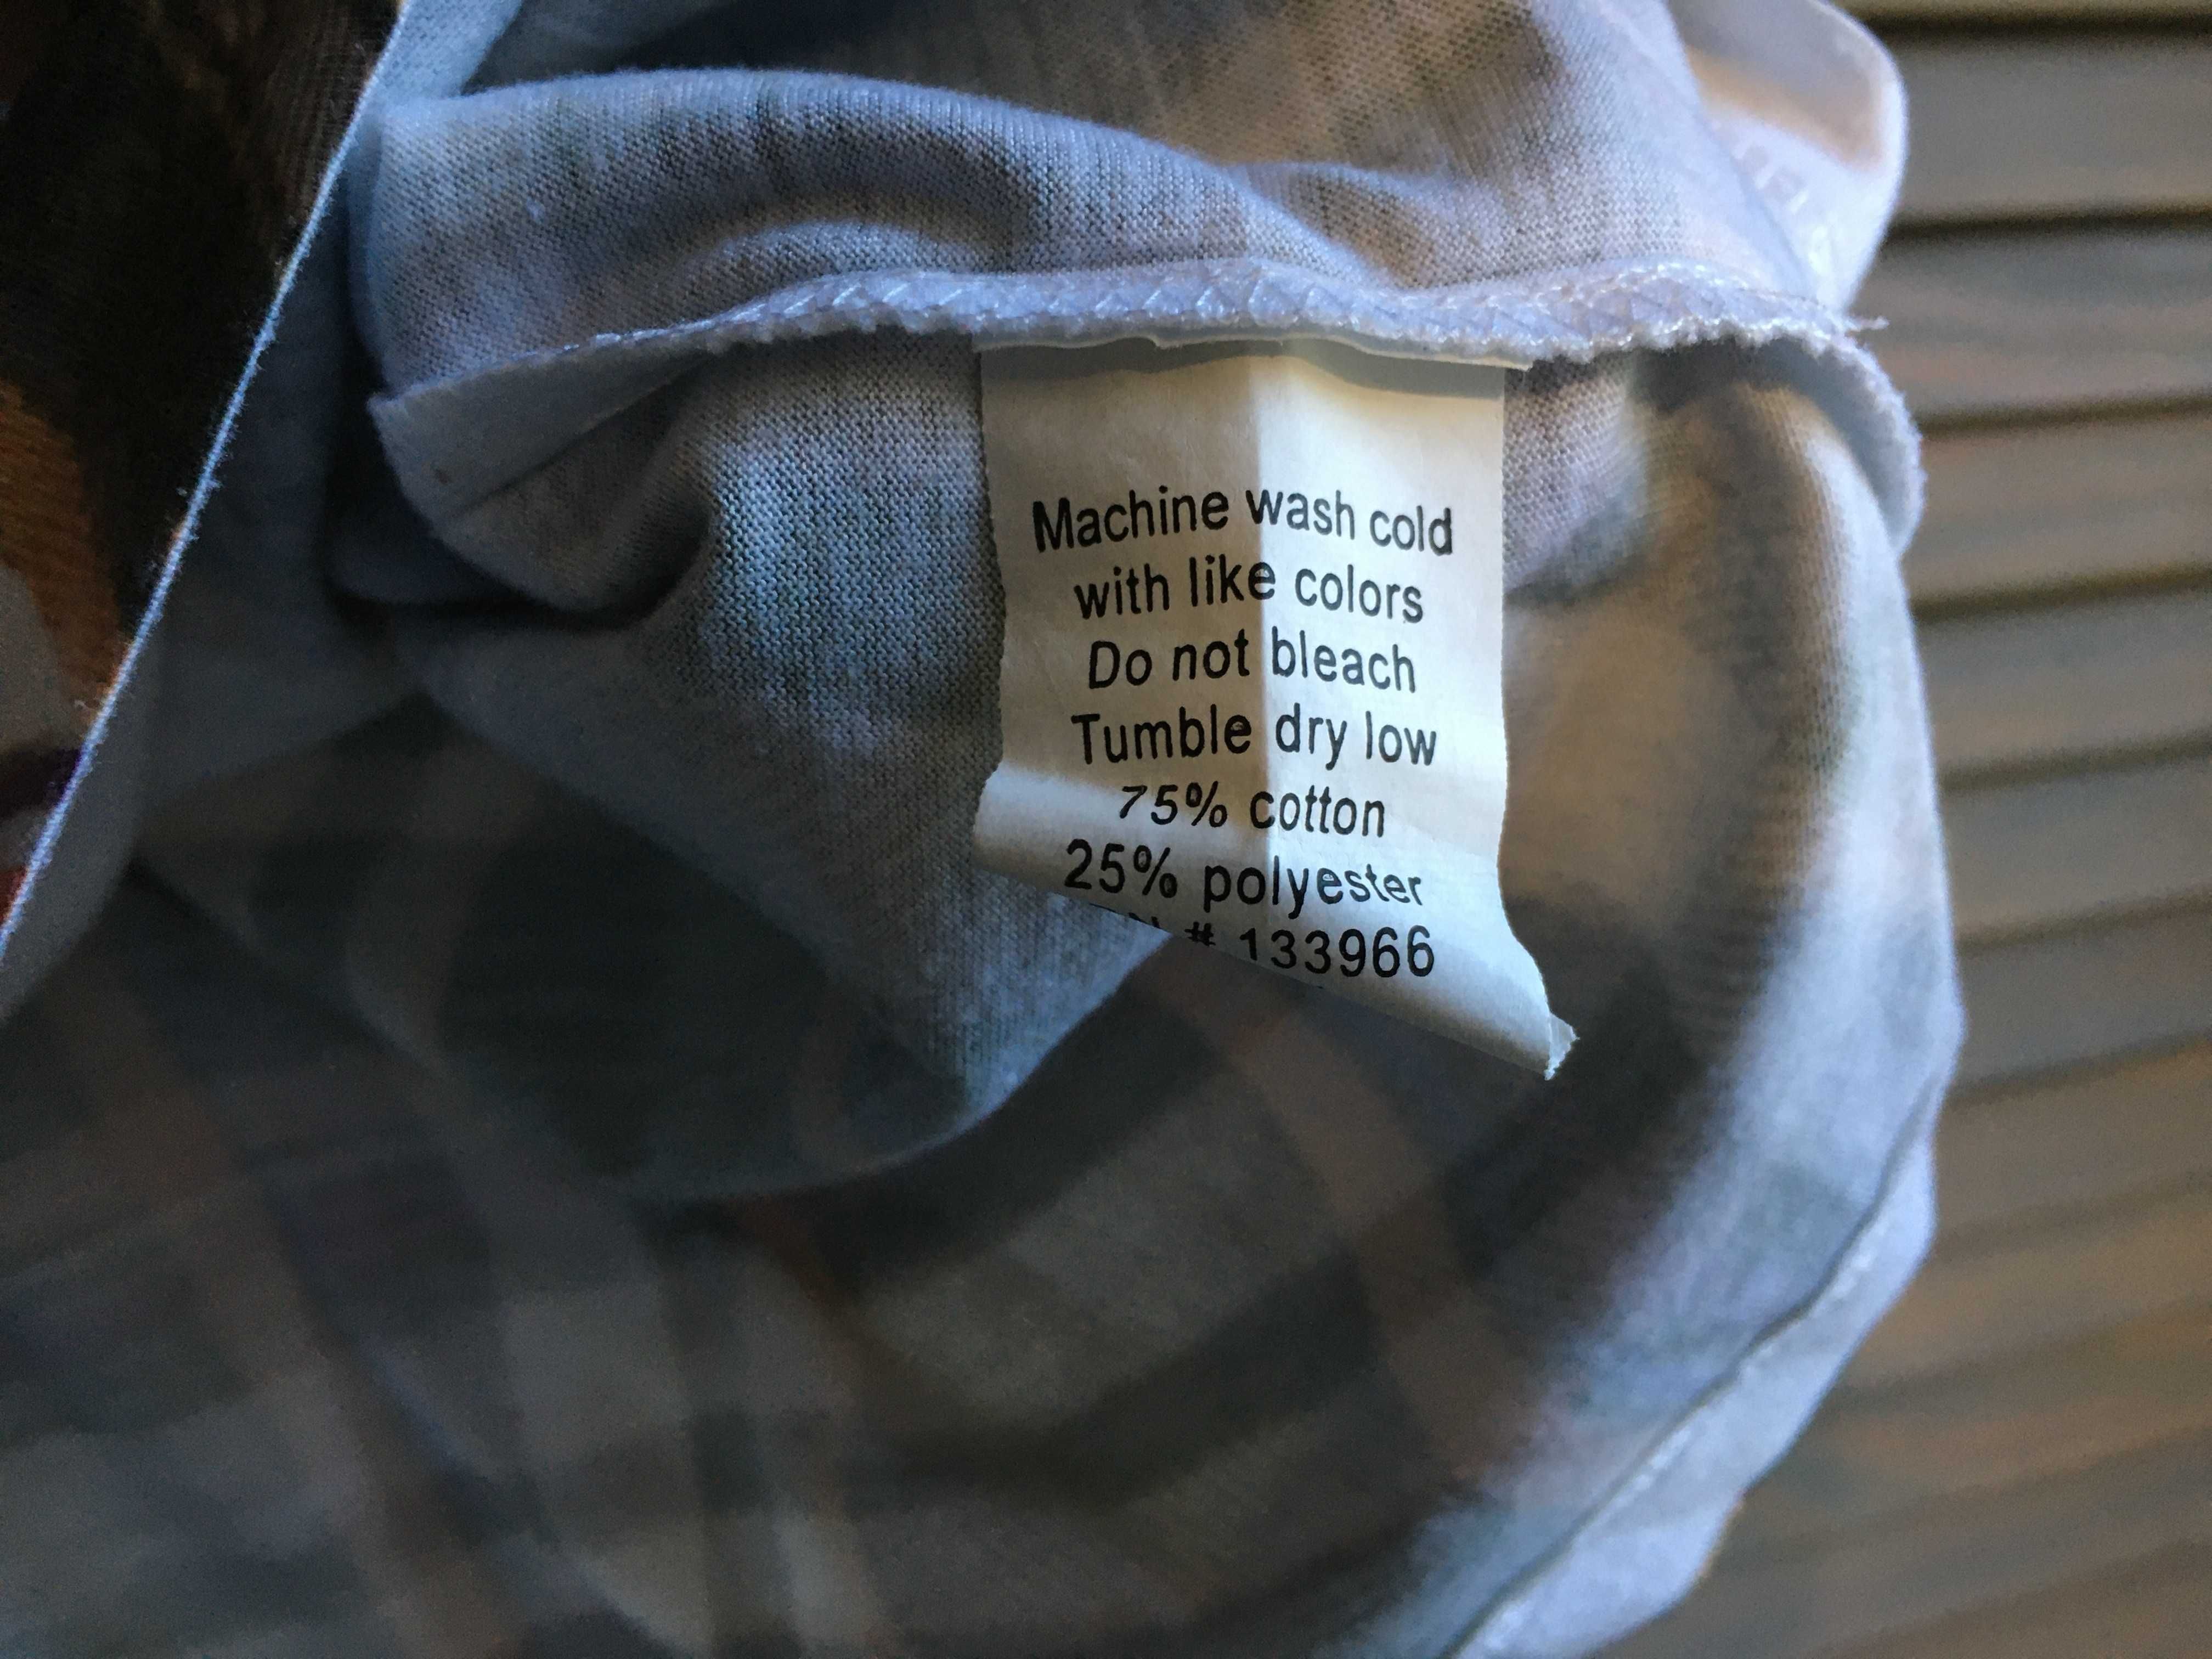 Machine wash cold
with like colors
Do not bleach
Tumble dry low
75% cotton
25% polyester
# 133966